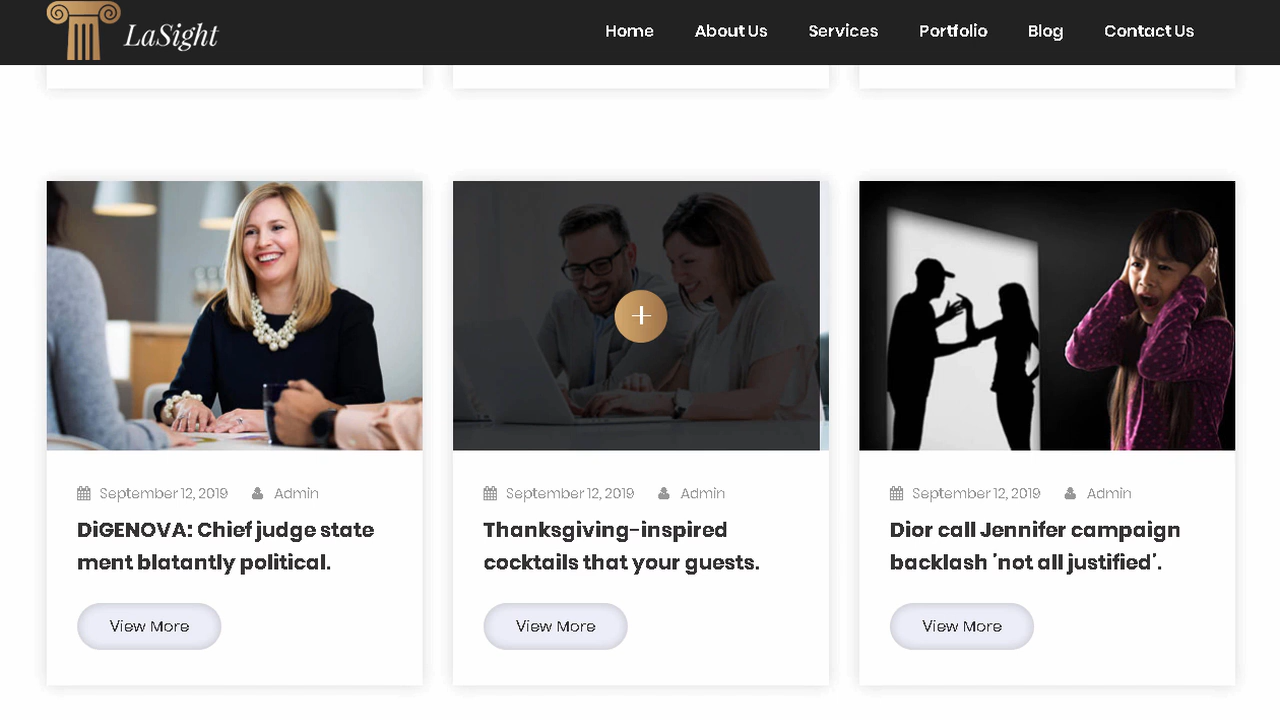 LaSight
Home About Us Services Portfolio Blog Contact Us
September 12, 2019 Admin
DiGENOVA: Chief judge state
ment blatantly political.
View More
September 12, 2019 Admin
Thanksgiving-inspired
cocktails that your guests.
View More
September 12, 2019 Admin
Dior call Jennifer campaign
backlash 'not all justified'.
View More